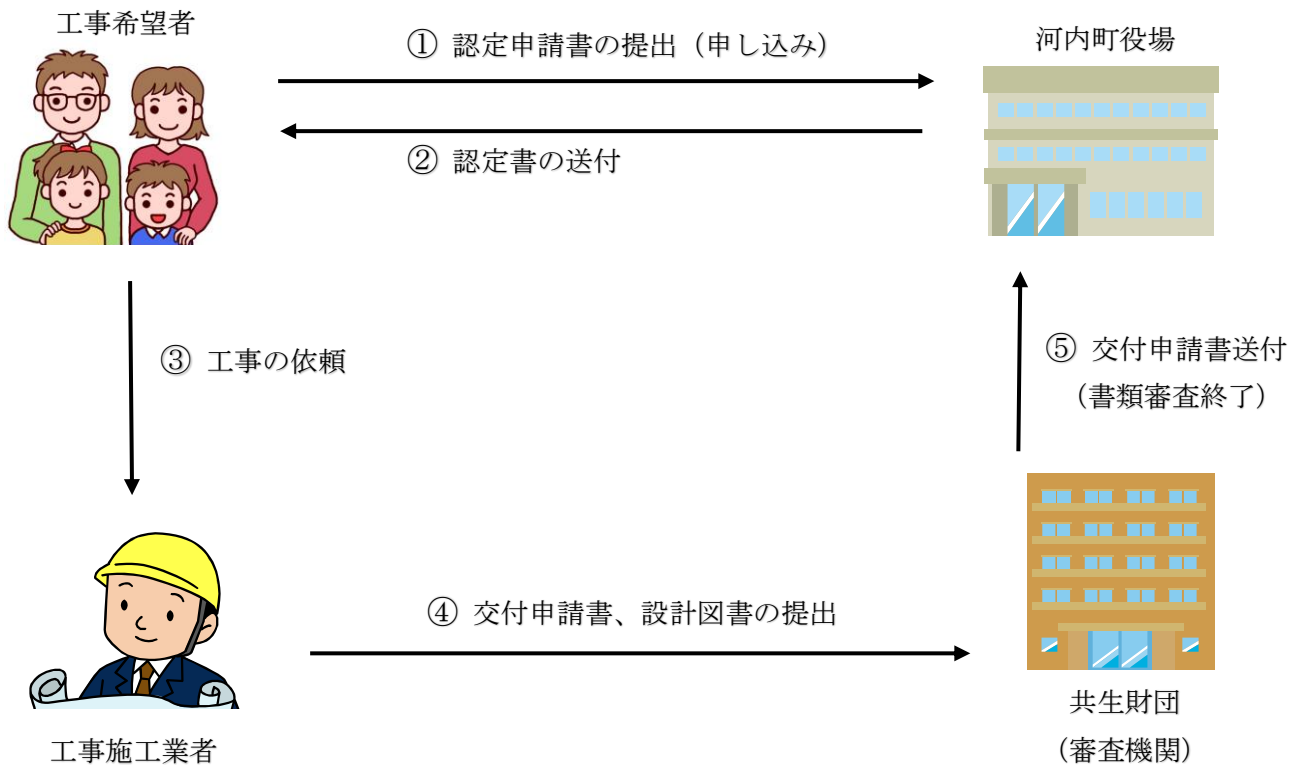 工事希望者
① 認定申請書の提出（申し込み）
河内町役場
② 認定書の送付
③ 工事の依頼
⑤ 交付申請書送付
（書類審査終了）
④ 交付申請書、設計図書の提出
工事施工業者
共生財団
（審査機関）